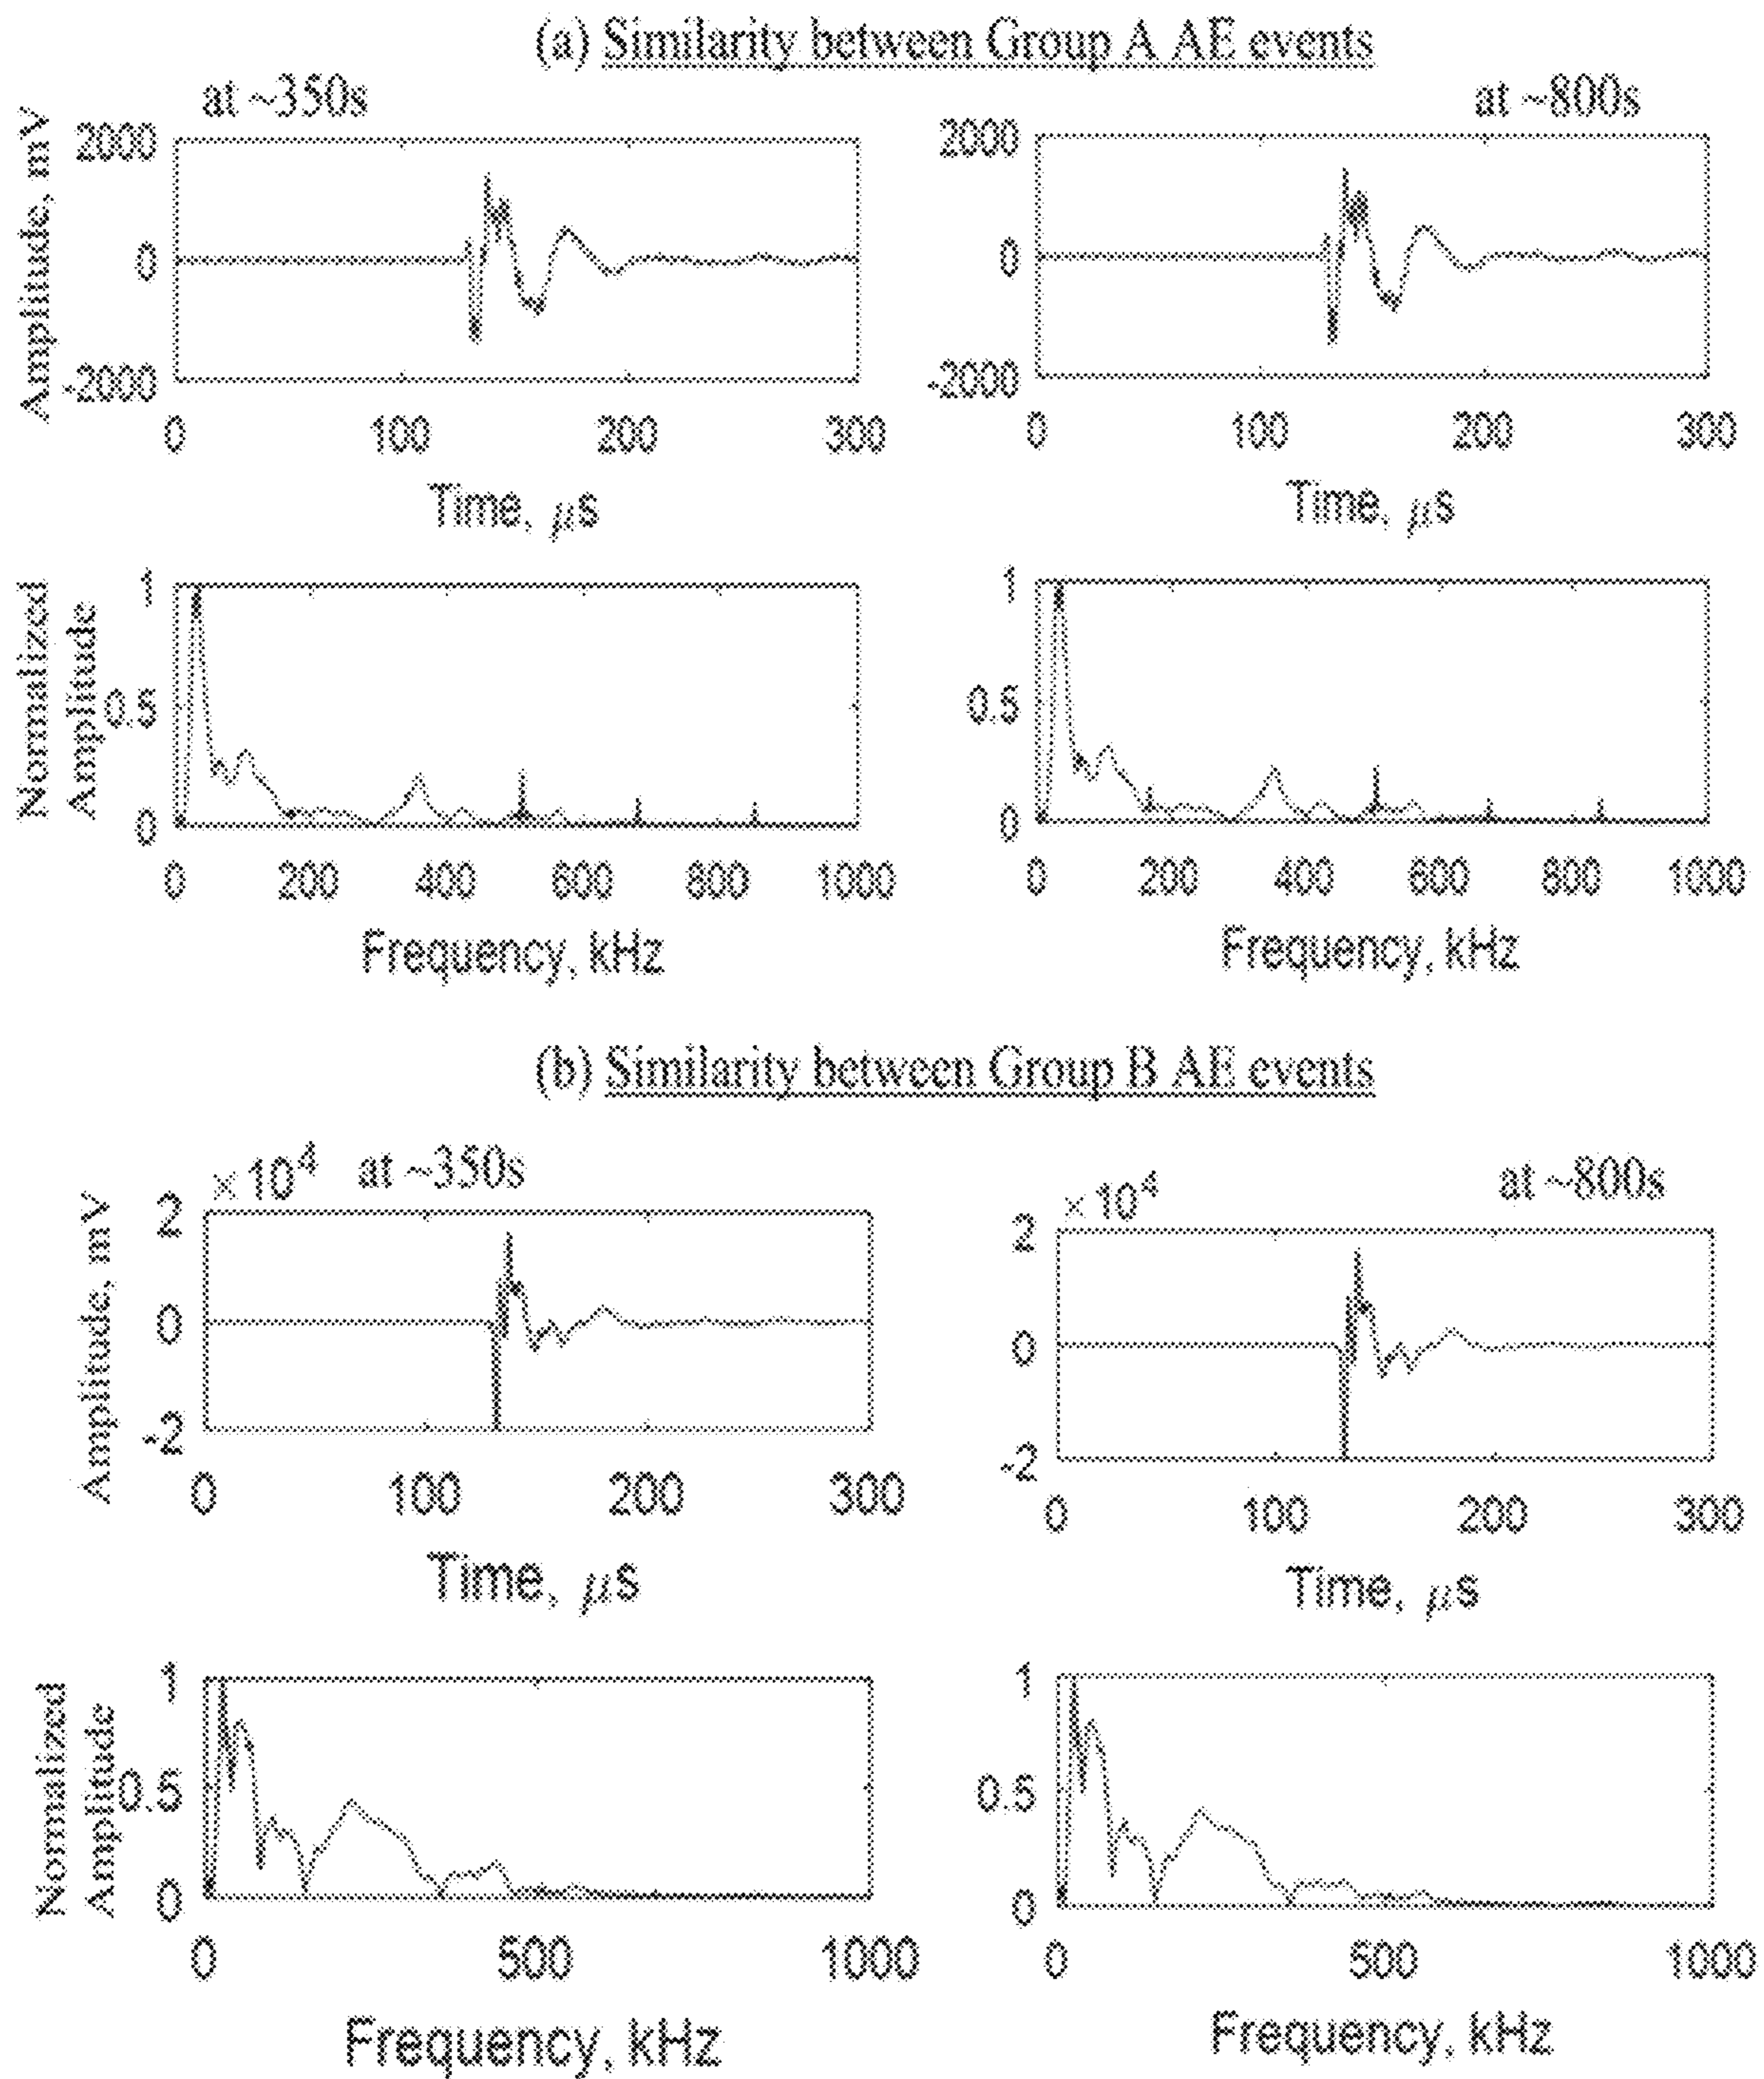 (a) Similarity between Group A AE events
at ~350s
at ~800s
Amplitude, mV
2000
0
-2000
0 100 200 300
Time, μs
2000
0
-2000
0 100 200 300
Time, μs
Normalized
Amplitude
1
0.5
0
0 200 400 600 800 1000
Frequency, kHz
1
0.5
0
0 200 400 600 800 1000
Frequency, kHz
(b) Similarity between Group B AE events
×10⁴ at ~350s
×10⁴ at ~800s
Amplitude, mV
2
0
-2
0 100 200 300
Time, μs
2
0
-2
0 100 200 300
Time, μs
Normalized
Amplitude
1
0.5
0
0 500 1000
Frequency, kHz
1
0.5
0
0 500 1000
Frequency, kHz